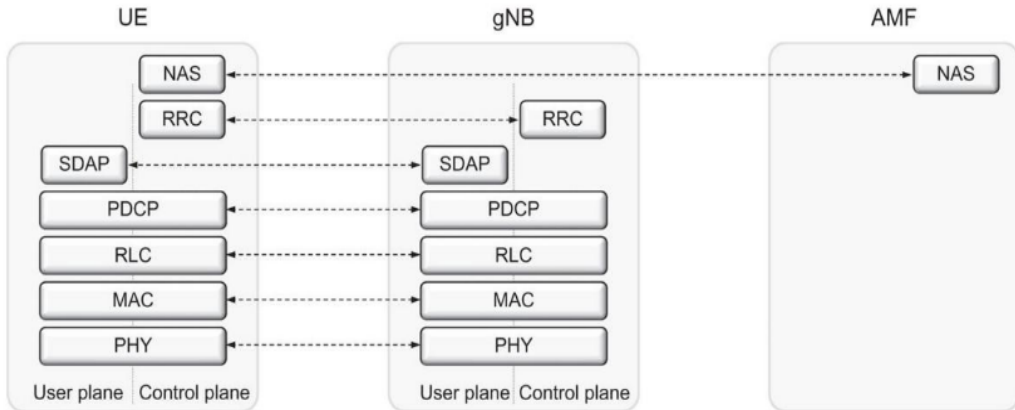 UE gNB AMF
NAS NAS
RRC RRC
SDAP SDAP
PDCP PDCP
RLC RLC
MAC MAC
PHY PHY
User plane Control plane User plane Control plane